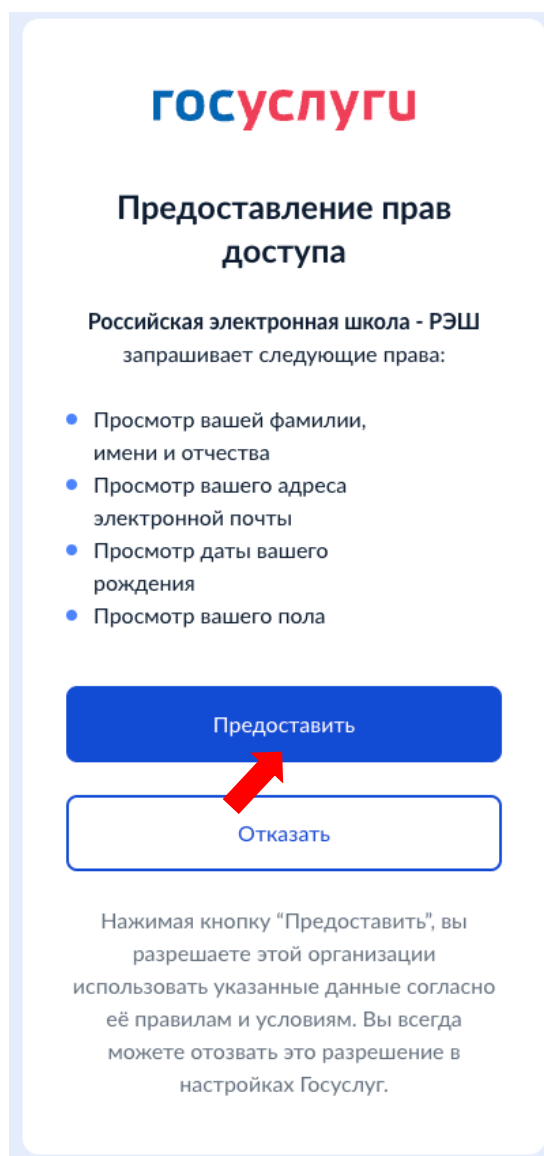 госуслуги
Предоставление прав
доступа
Российская электронная школа - РЭШ
запрашивает следующие права:
Просмотр вашей фамилии,
имени и отчества
Просмотр вашего адреса
электронной почты
Просмотр даты вашего
рождения
Просмотр вашего пола
Предоставить
Отказать
Нажимая кнопку “Предоставить”, вы
разрешаете этой организации
использовать указанные данные согласно
её правилам и условиям. Вы всегда
можете отозвать это разрешение в
настройках Госуслуг.